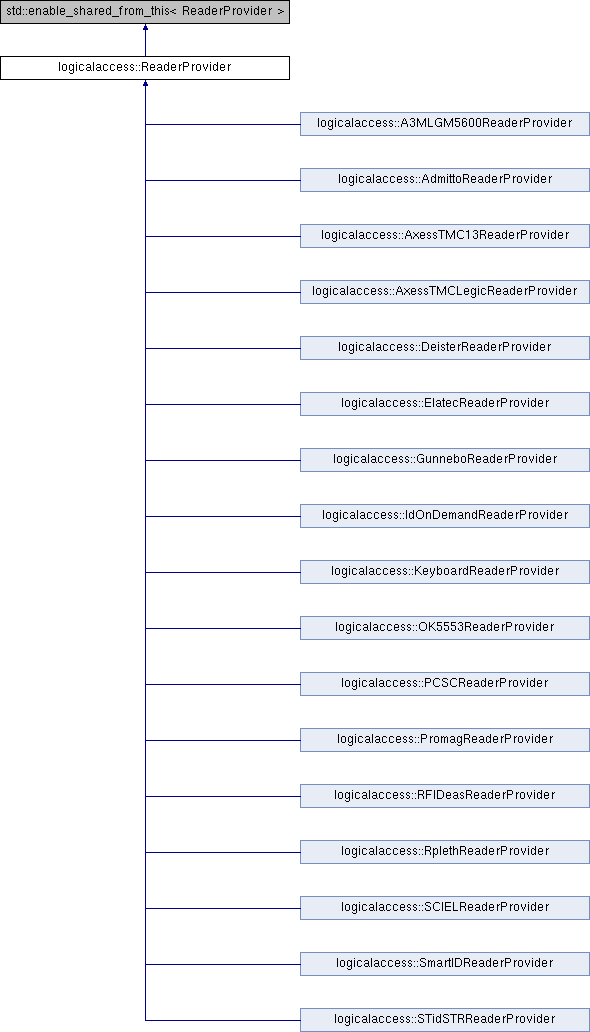 std::enable_shared_from_this< ReaderProvider >
logicalaccess::ReaderProvider
logicalaccess::A3MLGM5600ReaderProvider
logicalaccess::AdmittoReaderProvider
logicalaccess::AxessTMC13ReaderProvider
logicalaccess::AxessTMCLegicReaderProvider
logicalaccess::DeisterReaderProvider
logicalaccess::ElatecReaderProvider
logicalaccess::GunneboReaderProvider
logicalaccess::IdOnDemandReaderProvider
logicalaccess::KeyboardReaderProvider
logicalaccess::OK5553ReaderProvider
logicalaccess::PCSCReaderProvider
logicalaccess::PromagReaderProvider
logicalaccess::RFIDeasReaderProvider
logicalaccess::RplethReaderProvider
logicalaccess::SCIELReaderProvider
logicalaccess::SmartIDReaderProvider
logicalaccess::STidSTRReaderProvider